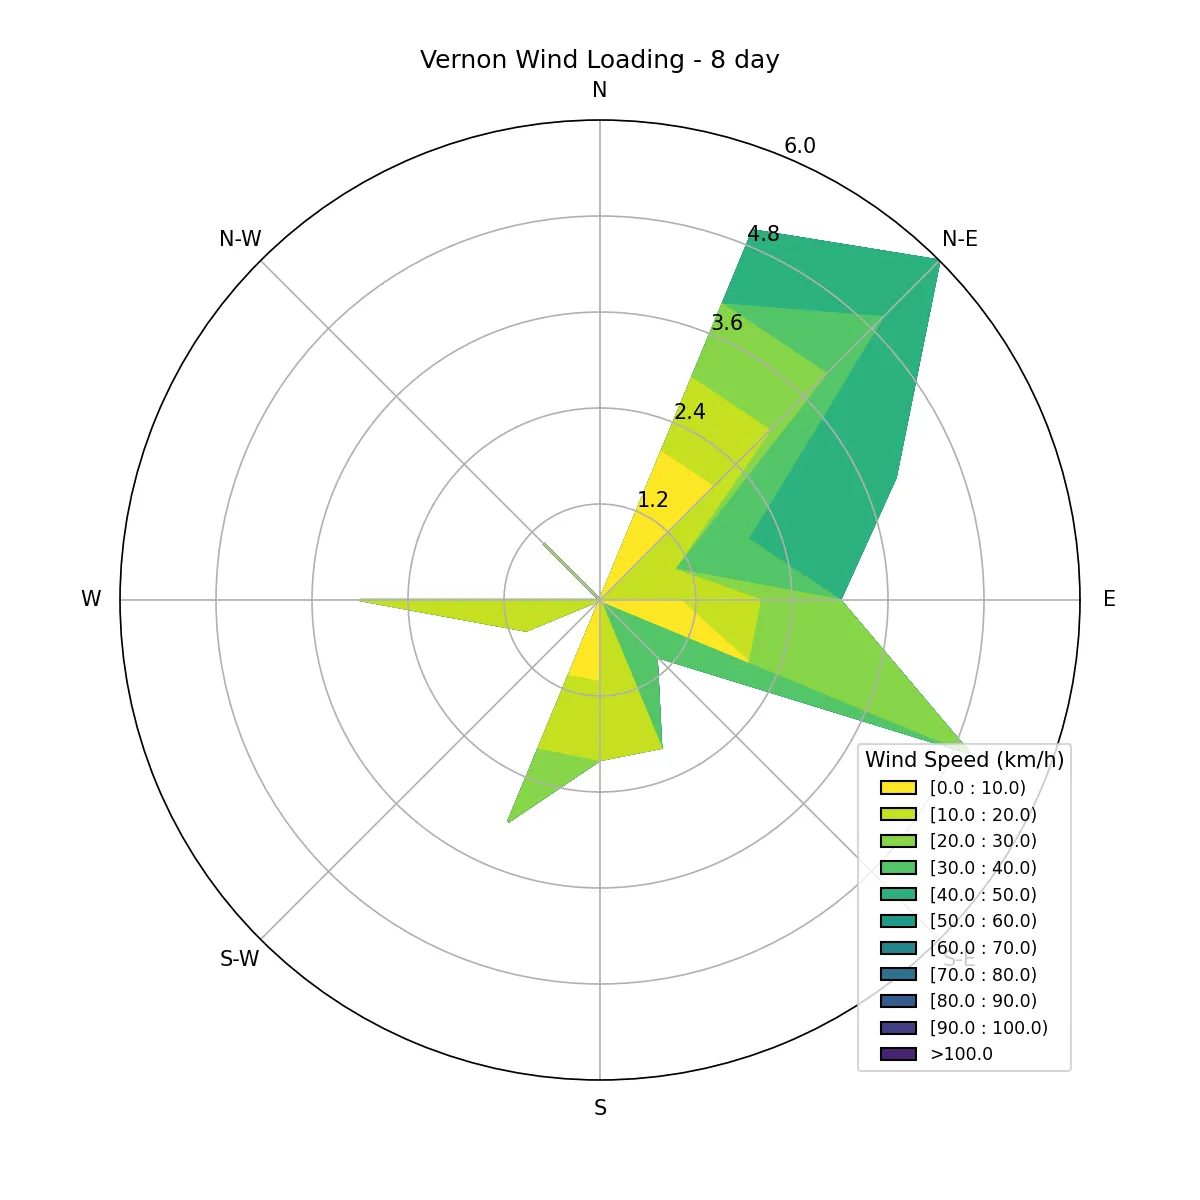 Vernon Wind Loading - 8 day
N
6.0
N-W
4.8
N-E
3.6
2.4
1.2
W
E
Wind Speed (km/h)
[0.0 : 10.0)
[10.0 : 20.0)
[20.0 : 30.0)
[30.0 : 40.0)
[40.0 : 50.0)
[50.0 : 60.0)
S-W
[60.0 : 70.0)
S-E
[70.0 : 80.0)
[80.0 : 90.0)
[90.0 : 100.0)
>100.0
S